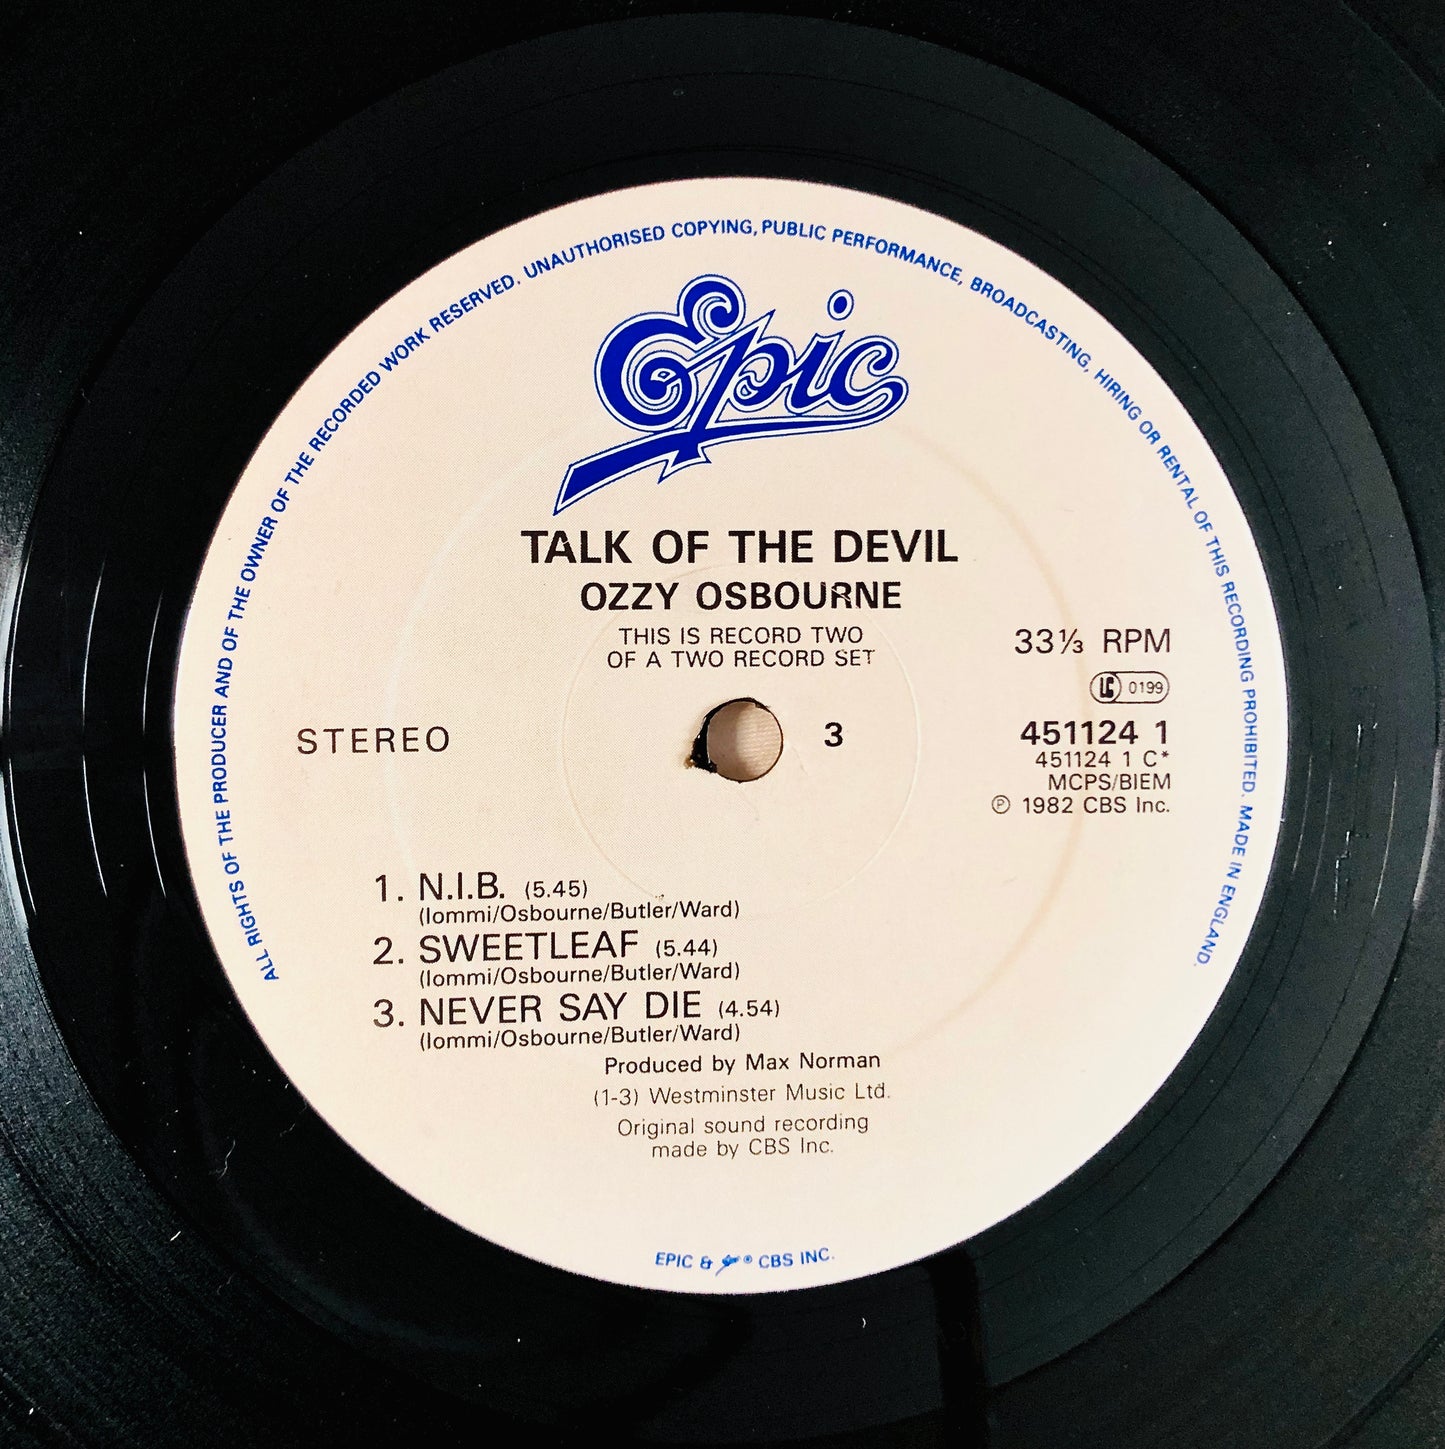 ALL RIGHTS OF THE PRODUCER AND OF THE OWNER OF THE RECORDED WORK RESERVED. UNAUTHORISED COPYING, PUBLIC PERFORMANCE, BROADCASTING, HIRING OR RENTAL OF THIS RECORDING PROHIBITED. MADE IN ENGLAND.
Epic
TALK OF THE DEVIL
OZZY OSBOURNE
THIS IS RECORD TWO
OF A TWO RECORD SET
33⅓ RPM
LC 0199
STEREO
3
451124 1
451124 1 C*
MCPS/BIEM
℗ 1982 CBS Inc.
1. N.I.B. (5.45)
(Iommi/Osbourne/Butler/Ward)
2. SWEETLEAF (5.44)
(Iommi/Osbourne/Butler/Ward)
3. NEVER SAY DIE (4.54)
(Iommi/Osbourne/Butler/Ward)
Produced by Max Norman
(1-3) Westminster Music Ltd.
Original sound recording
made by CBS Inc.
EPIC & ® CBS INC.